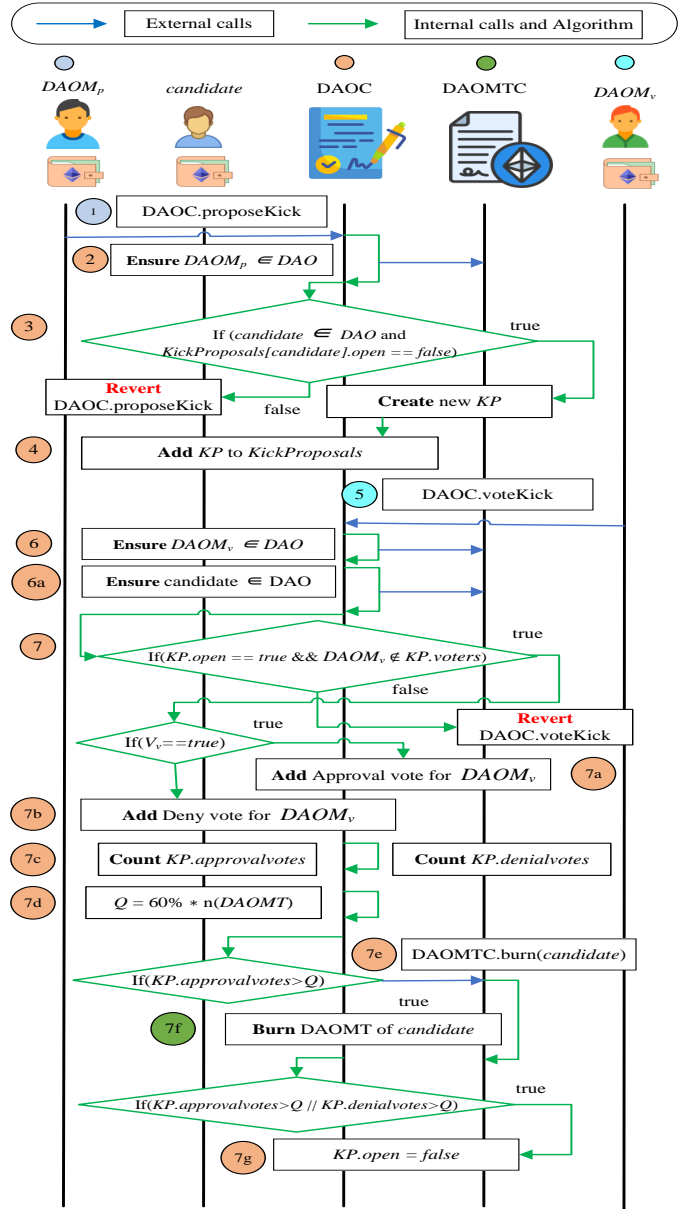 External calls
Internal calls and Algorithm
DAOMp
candidate
DAOC
DAOMTC
DAOMv
1
DAOC.proposeKick
2
Ensure DAOMp ∈ DAO
3
If (candidate ∈ DAO and
KickProposals[candidate].open == false)
true
Revert
DAOC.proposeKick
false
Create new KP
4
Add KP to KickProposals
5
DAOC.voteKick
6
Ensure DAOMv ∈ DAO
6a
Ensure candidate ∈ DAO
7
If(KP.open == true && DAOMv ∉ KP.voters)
true
false
If(Vv==true)
true
Revert
DAOC.voteKick
Add Approval vote for DAOMv
7a
7b
Add Deny vote for DAOMv
7c
Count KP.approvalvotes
Count KP.denialvotes
7d
Q = 60% * n(DAOMT)
7e
DAOMTC.burn(candidate)
If(KP.approvalvotes>Q)
true
7f
Burn DAOMT of candidate
If(KP.approvalvotes>Q // KP.denialvotes>Q)
true
7g
KP.open = false